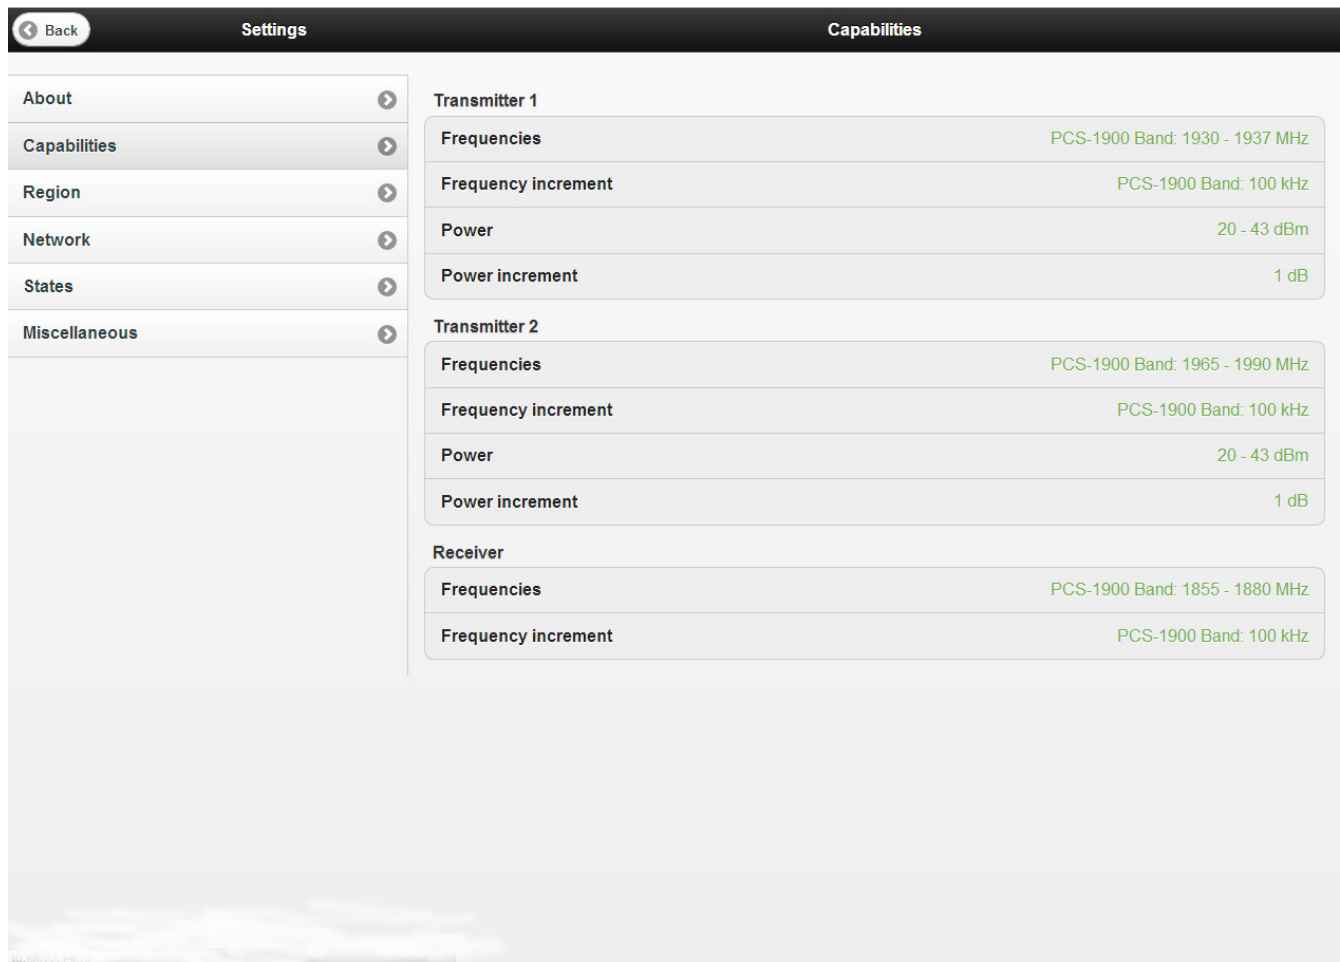 Back
Settings
Capabilities
About
Capabilities
Region
Network
States
Miscellaneous
Transmitter 1
Frequencies PCS-1900 Band: 1930 - 1937 MHz
Frequency increment PCS-1900 Band: 100 kHz
Power 20 - 43 dBm
Power increment 1 dB
Transmitter 2
Frequencies PCS-1900 Band: 1965 - 1990 MHz
Frequency increment PCS-1900 Band: 100 kHz
Power 20 - 43 dBm
Power increment 1 dB
Receiver
Frequencies PCS-1900 Band: 1855 - 1880 MHz
Frequency increment PCS-1900 Band: 100 kHz